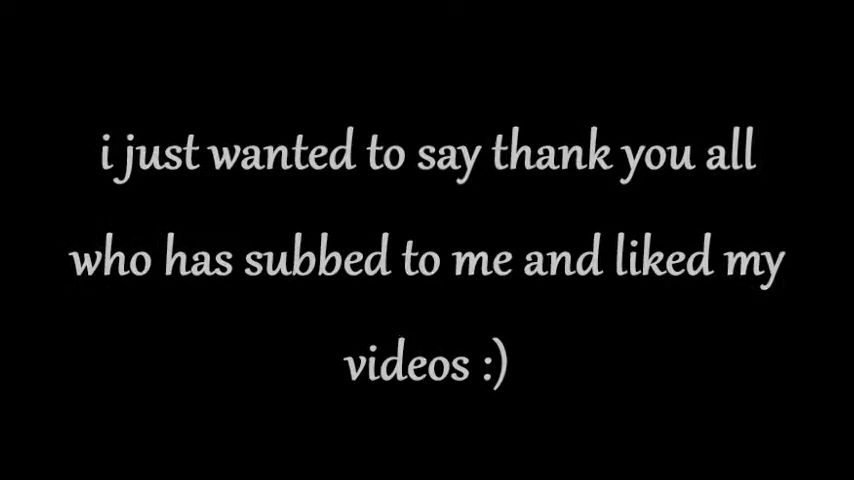 i just wanted to say thank you all
who has subbed to me and liked my
videos :)